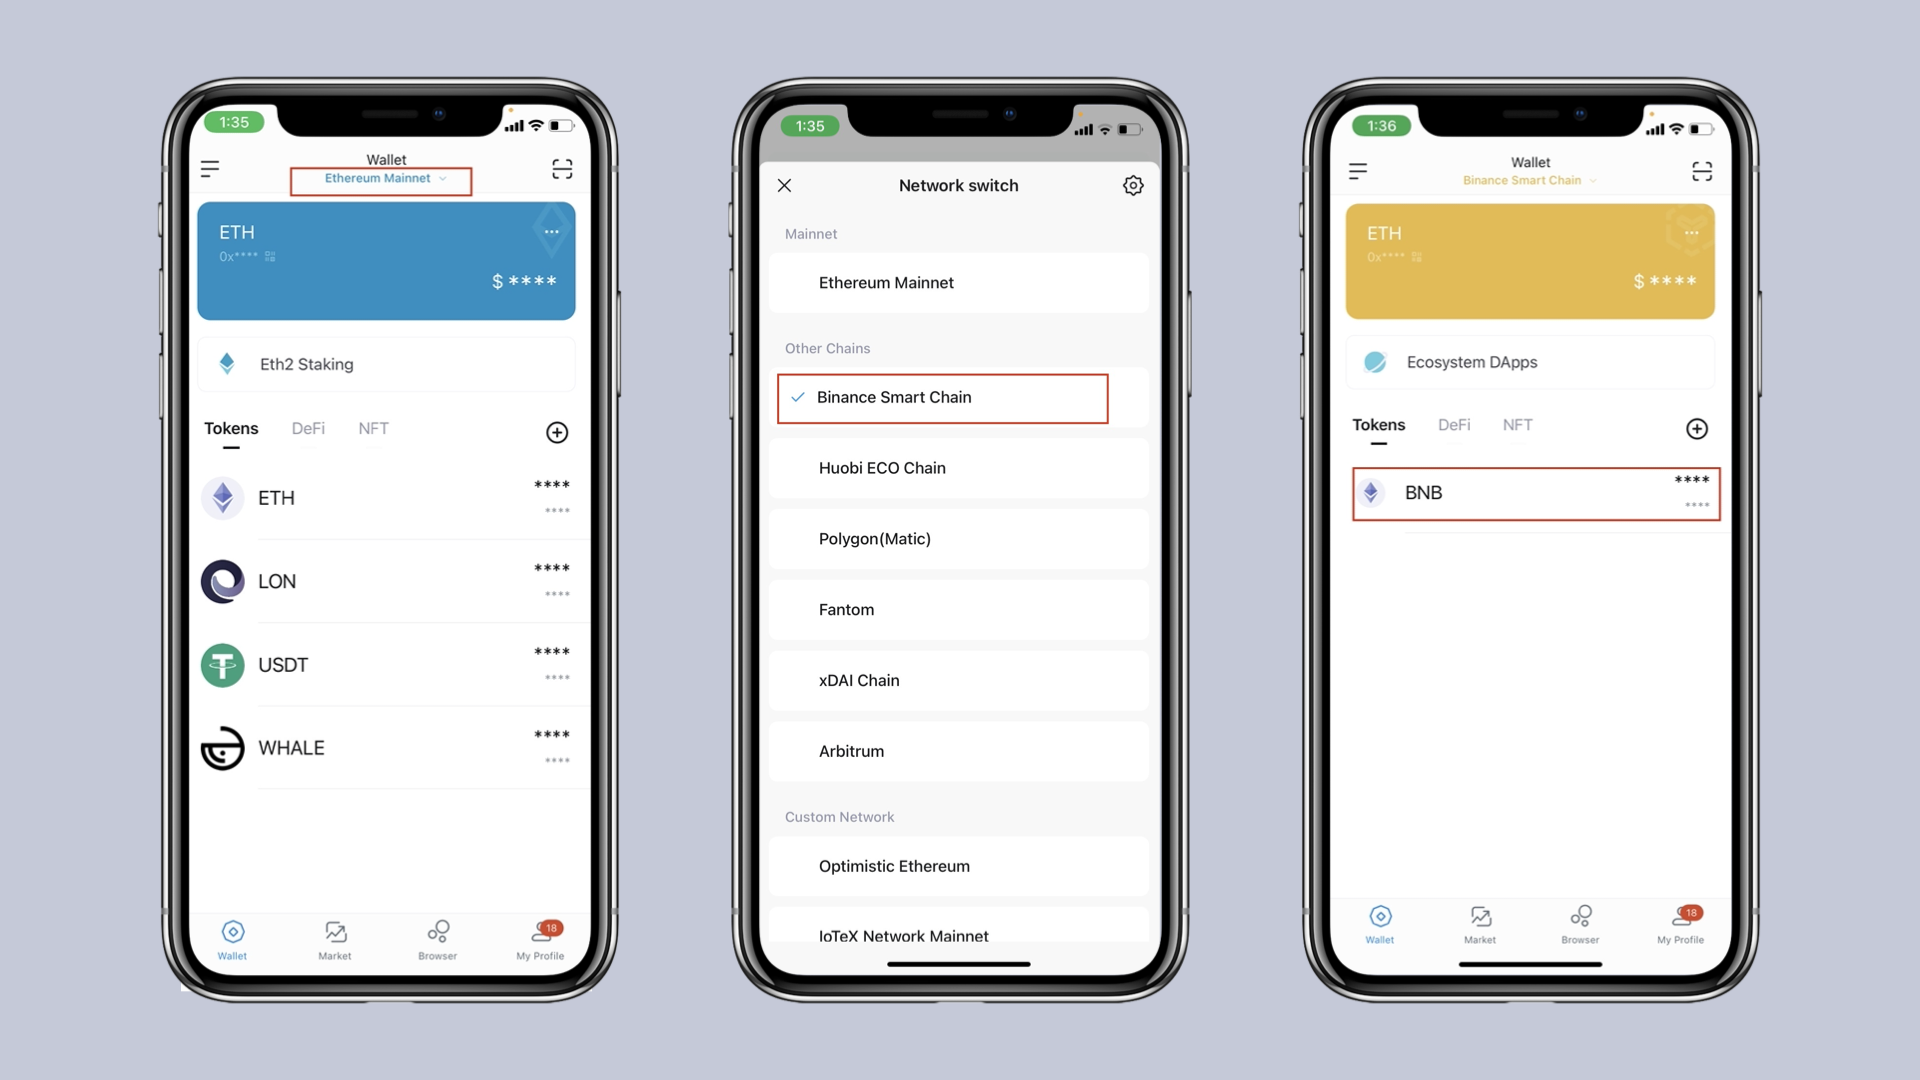 1:35
Wallet
Ethereum Mainnet
ETH
0x****
$ ****
Eth2 Staking
Tokens DeFi NFT
ETH
****
****
LON
****
****
USDT
****
****
WHALE
****
****
Wallet Market Browser My Profile
18
1:35
Network switch
Mainnet
Ethereum Mainnet
Other Chains
Binance Smart Chain
Huobi ECO Chain
Polygon(Matic)
Fantom
xDAI Chain
Arbitrum
Custom Network
Optimistic Ethereum
IoTeX Network Mainnet
1:36
Wallet
Binance Smart Chain
ETH
0x****
$ ****
Ecosystem DApps
Tokens DeFi NFT
BNB
****
****
Wallet Market Browser My Profile
18